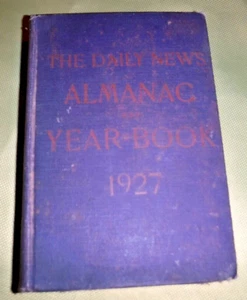 THE DAILY NEWS
ALMANAC
AND
YEAR-BOOK
1927